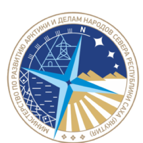 МИНИСТЕРСТВО ПО РАЗВИТИЮ АРКТИКИ И ДЕЛАМ НАРОДОВ СЕВЕРА РЕСПУБЛИКИ САХА (ЯКУТИЯ)
N